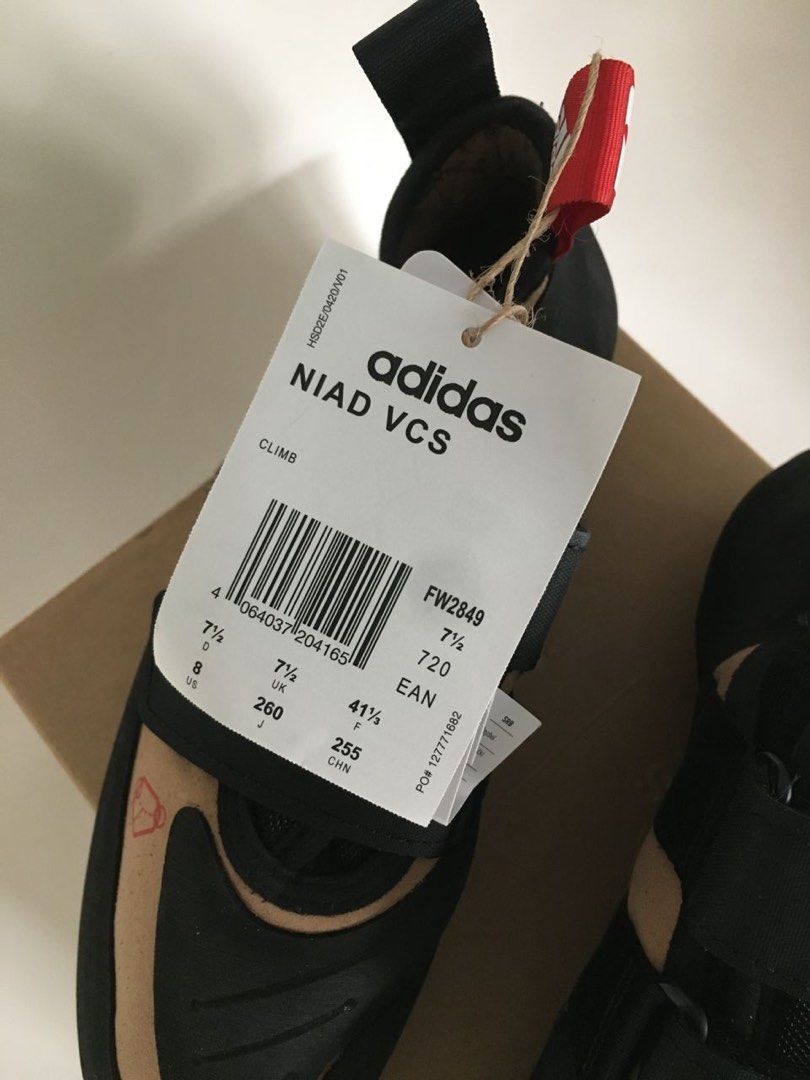 HSD2E/0420/V01
adidas
NIAD VCS
CLIMB
4 064037 204165
FW2849
7½
720
EAN
7½ D
7½ UK
41⅓ F
8 US
260 J
255 CHN
PO# 127771682
SRB